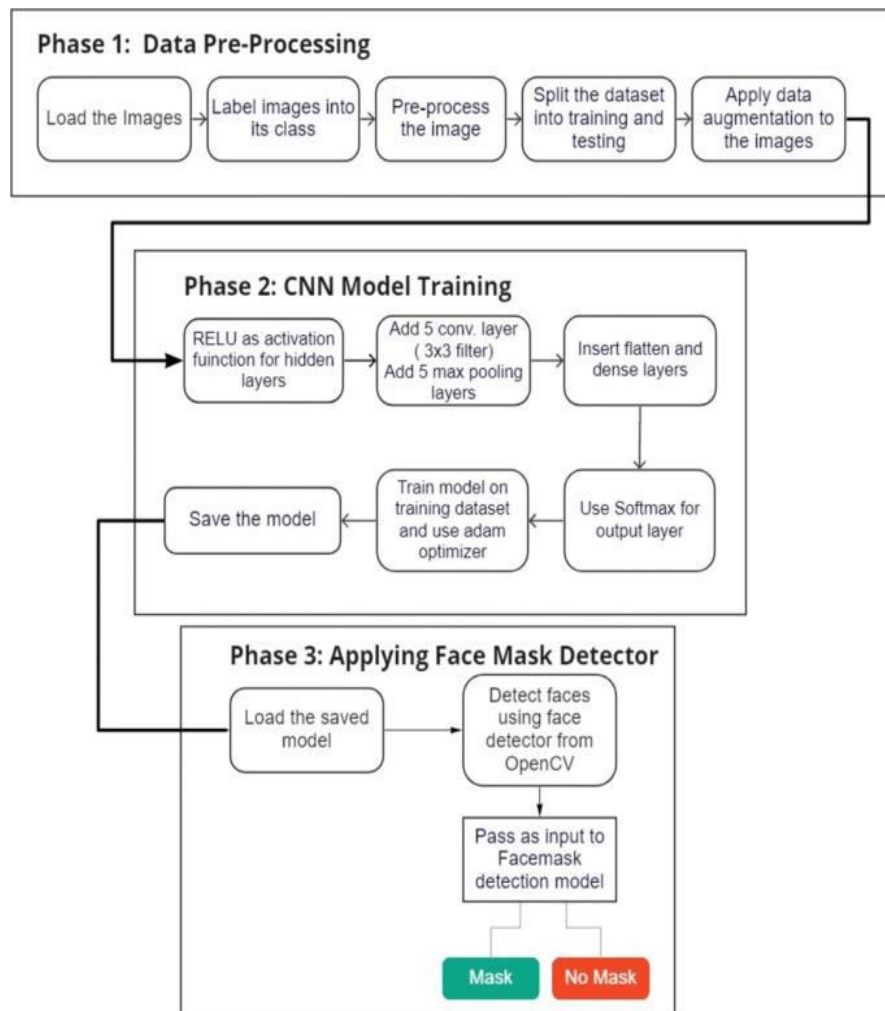 Phase 1: Data Pre-Processing
Load the Images
Label images into
its class
Pre-process
the image
Split the dataset
into training and
testing
Apply data
augmentation to
the images
Phase 2: CNN Model Training
RELU as activation
fuinction for hidden
layers
Add 5 conv. layer
( 3x3 filter)
Add 5 max pooling
layers
Insert flatten and
dense layers
Use Softmax for
output layer
Train model on
training dataset
and use adam
optimizer
Save the model
Phase 3: Applying Face Mask Detector
Load the saved
model
Detect faces
using face
detector from
OpenCV
Pass as input to
Facemask
detection model
Mask
No Mask